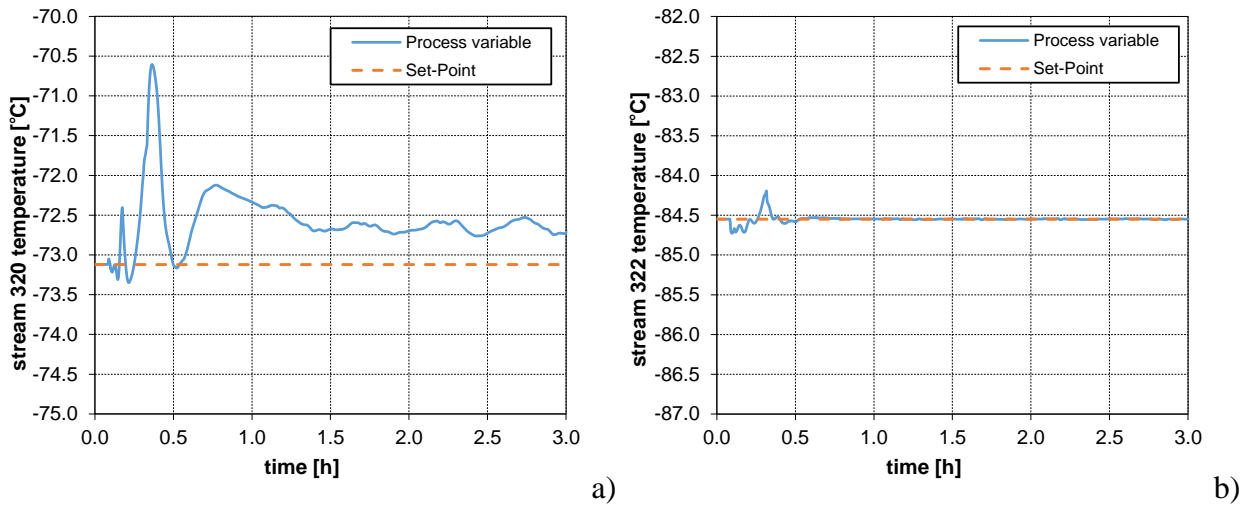 -70.0
-70.5
-71.0
-71.5
-72.0
-72.5
-73.0
-73.5
-74.0
-74.5
-75.0
stream 320 temperature [°C]
Process variable
Set-Point
0.0 0.5 1.0 1.5 2.0 2.5 3.0
time [h]
a)
-82.0
-82.5
-83.0
-83.5
-84.0
-84.5
-85.0
-85.5
-86.0
-86.5
-87.0
stream 322 temperature [°C]
Process variable
Set-Point
0.0 0.5 1.0 1.5 2.0 2.5 3.0
time [h]
b)